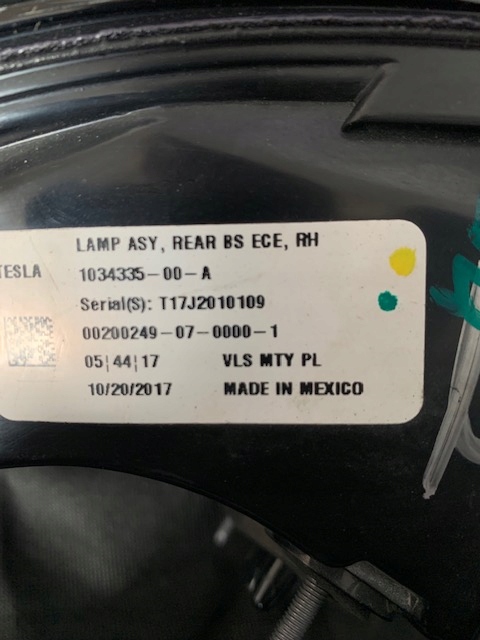 LAMP ASY, REAR BS ECE, RH
TESLA 1034335-00-A
Serial(S): T17J2010109
00200249-07-0000-1
05|44|17 VLS MTY PL
10/20/2017 MADE IN MEXICO